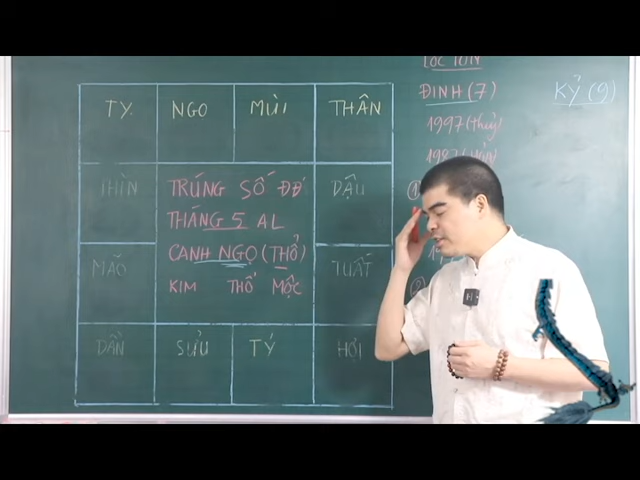 TỴ. NGỌ MÙI THÂN
THÌN DẬU
MÃO TUẤT
DẦN SỬU TÝ HỢI
TRÚNG SỐ ĐĐ
THÁNG 5 AL
CANH NGỌ (THỔ)
KIM THỔ MỘC
LỘC TỒN
ĐINH (7)
1997 (thủy)
KỶ (9)